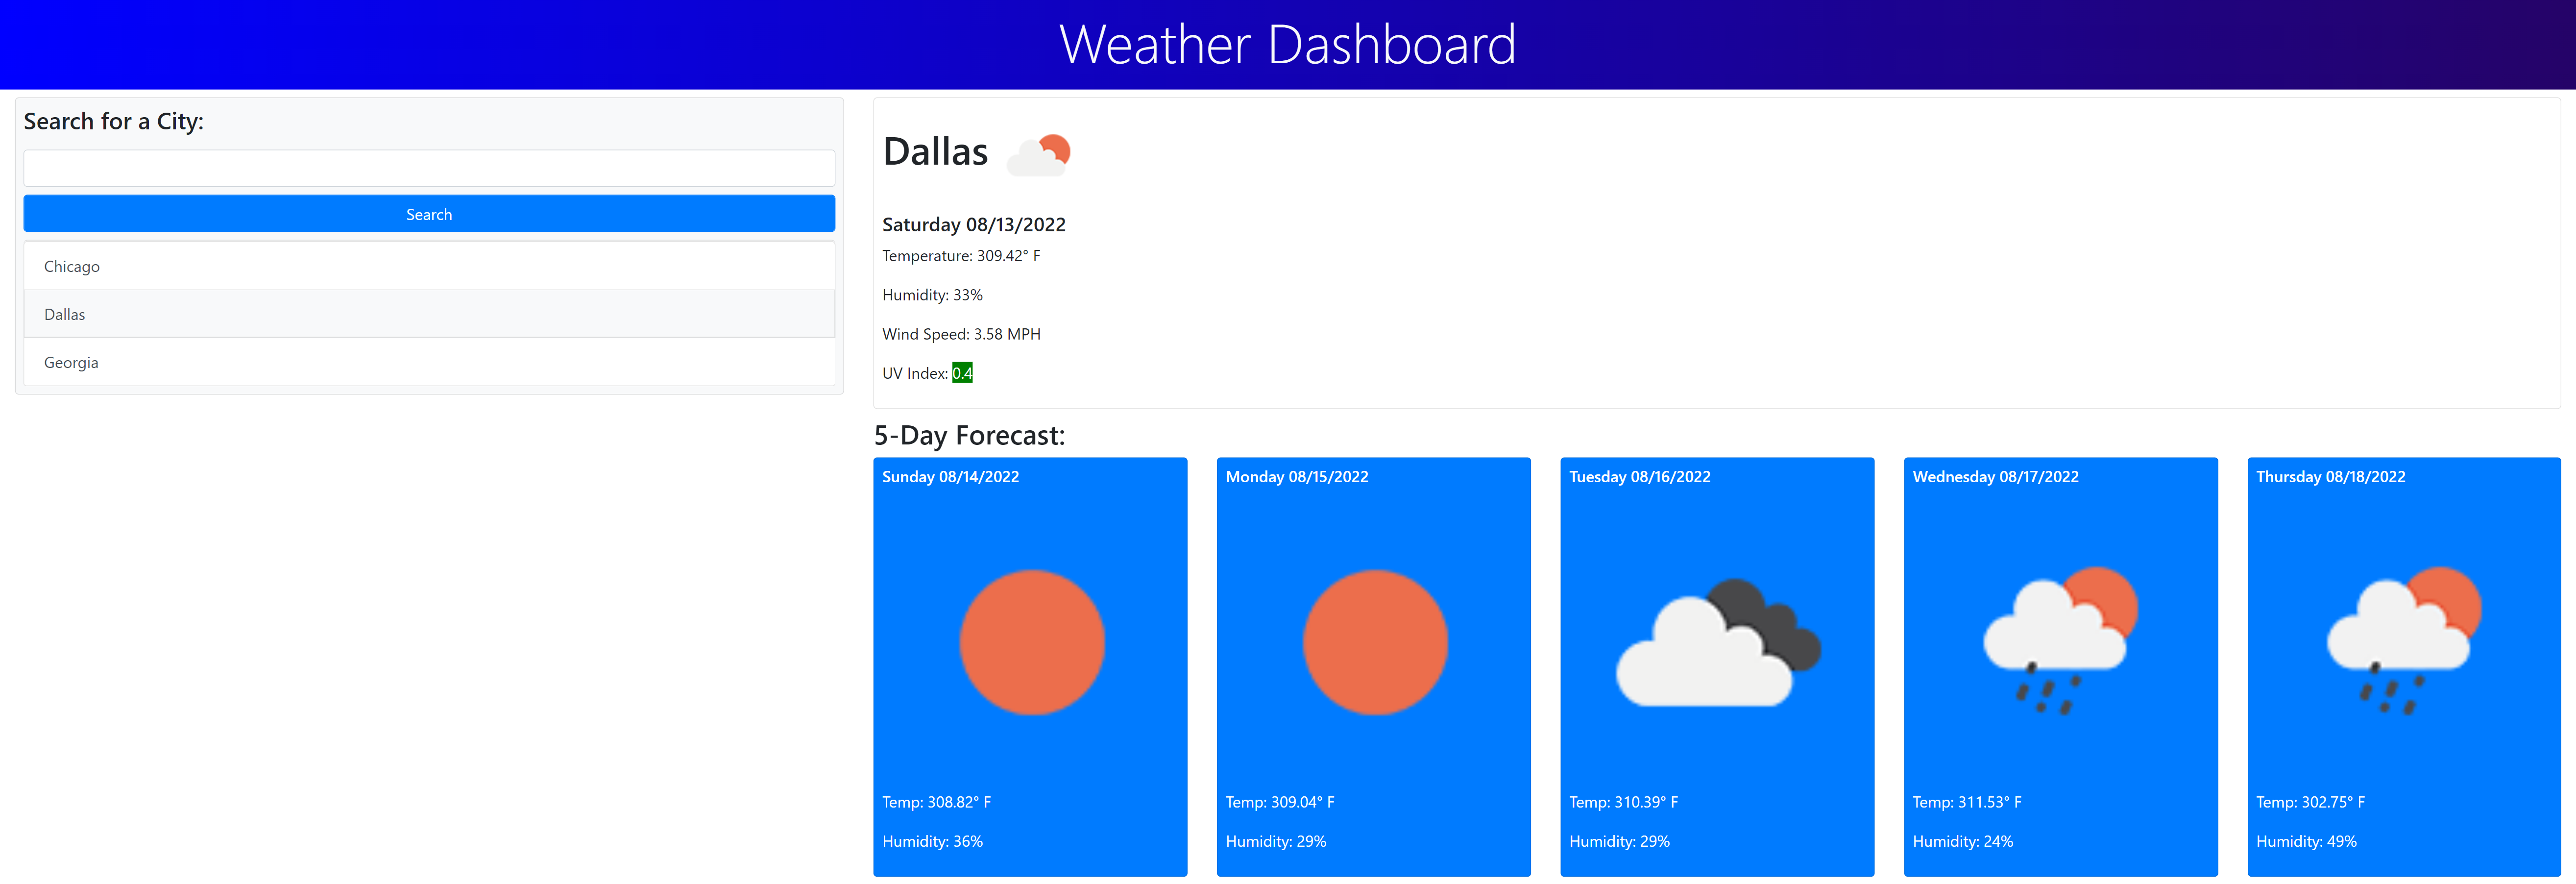 Weather Dashboard
Search for a City:
Search
Chicago
Dallas
Georgia
Dallas
Saturday 08/13/2022
Temperature: 309.42° F
Humidity: 33%
Wind Speed: 3.58 MPH
UV Index: 0.4
5-Day Forecast:
Sunday 08/14/2022
Temp: 308.82° F
Humidity: 36%
Monday 08/15/2022
Temp: 309.04° F
Humidity: 29%
Tuesday 08/16/2022
Temp: 310.39° F
Humidity: 29%
Wednesday 08/17/2022
Temp: 311.53° F
Humidity: 24%
Thursday 08/18/2022
Temp: 302.75° F
Humidity: 49%